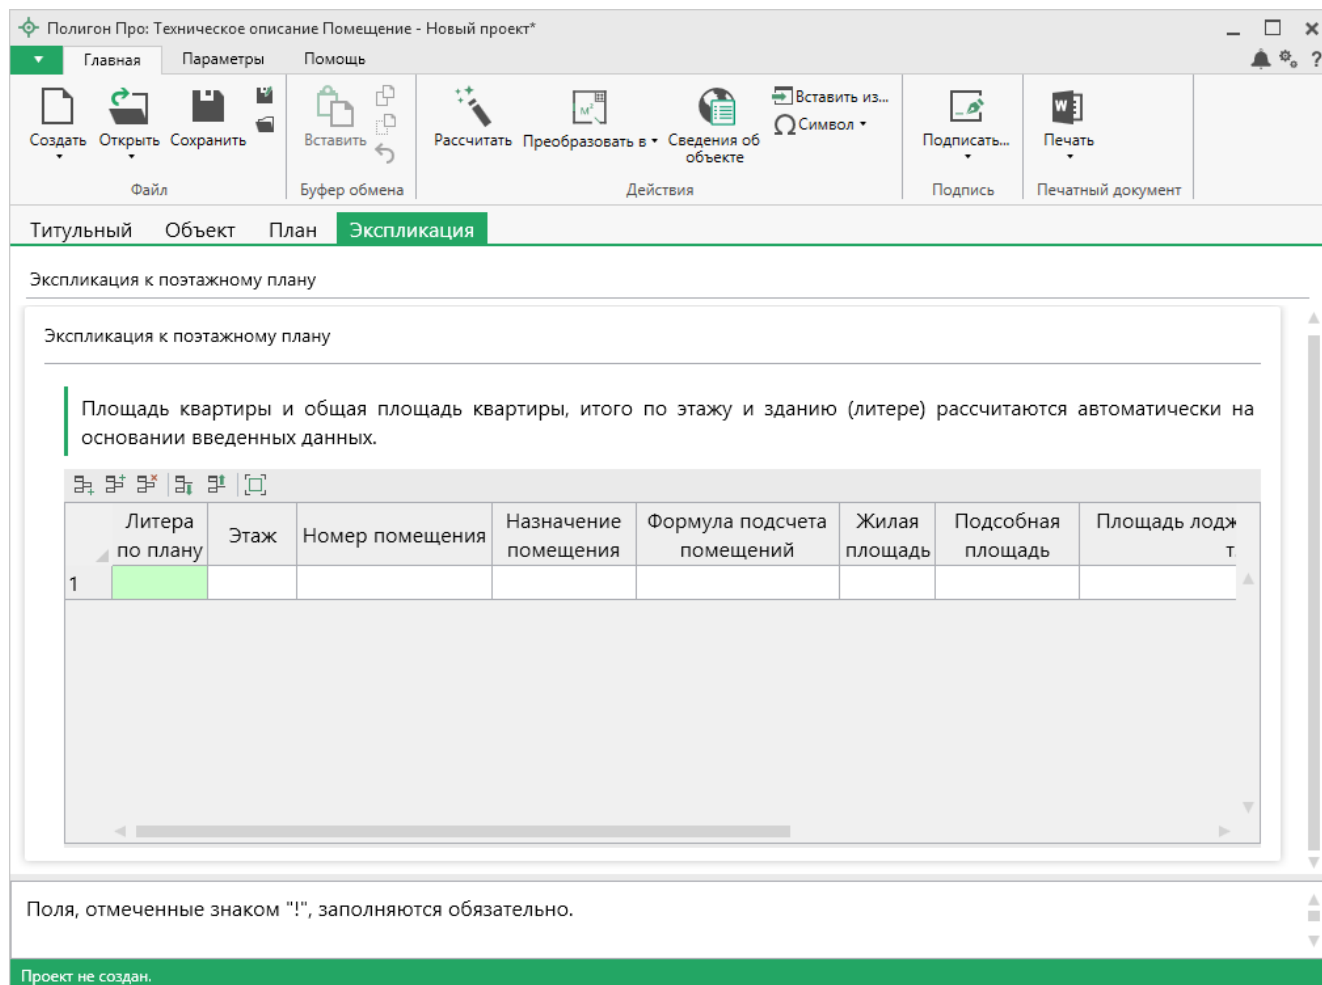 Полигон Про: Техническое описание Помещение - Новый проект*
Главная Параметры Помощь ?
Создать Открыть Сохранить Вставить Рассчитать Преобразовать в Сведения об объекте Вставить из... Символ Подписать... Печать
Файл Буфер обмена Действия Подпись Печатный документ
Титульный Объект План Экспликация
Экспликация к поэтажному плану
Экспликация к поэтажному плану
Площадь квартиры и общая площадь квартиры, итого по этажу и зданию (литере) рассчитаются автоматически на
основании введенных данных.
Литера по плану Этаж Номер помещения Назначение помещения Формула подсчета помещений Жилая площадь Подсобная площадь Площадь лодж
1
Поля, отмеченные знаком "!", заполняются обязательно.
Проект не создан.